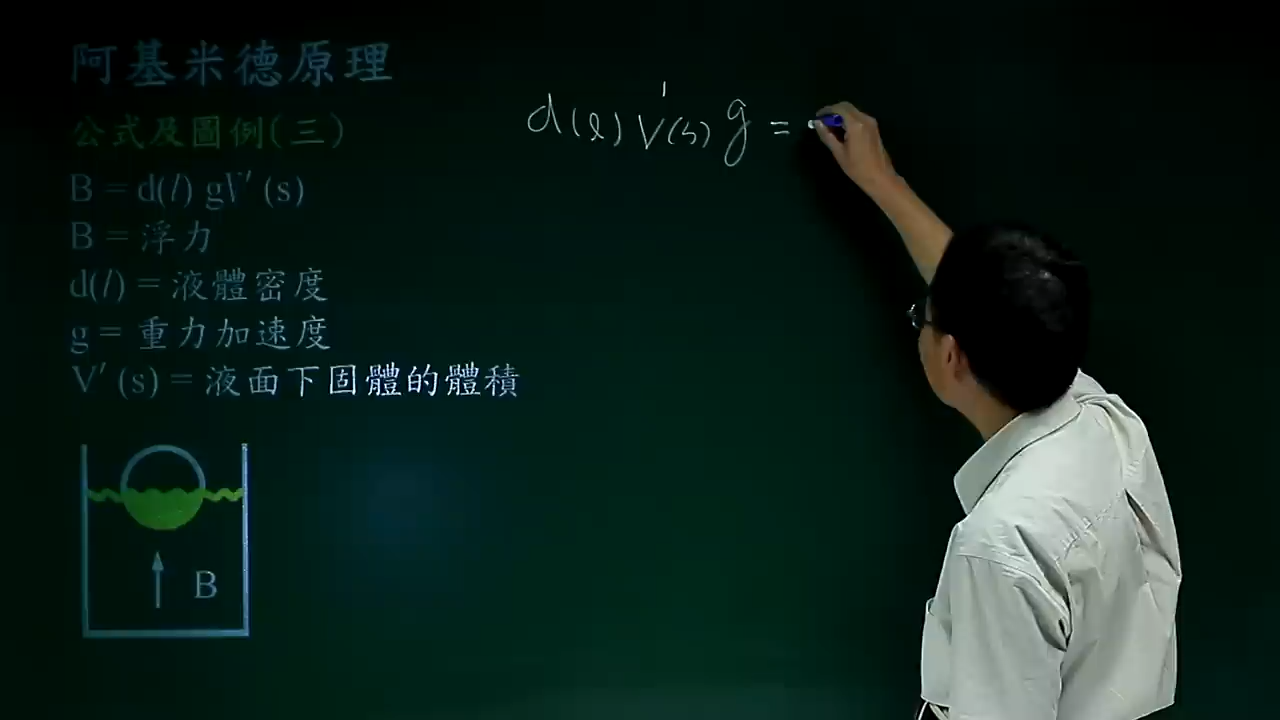 阿基米德原理
公式及圖例(三)
B = d(l) gV′ (s)
B = 浮力
d(l) = 液體密度
g = 重力加速度
V′ (s) = 液面下固體的體積
B
d(l) V'(s) g =